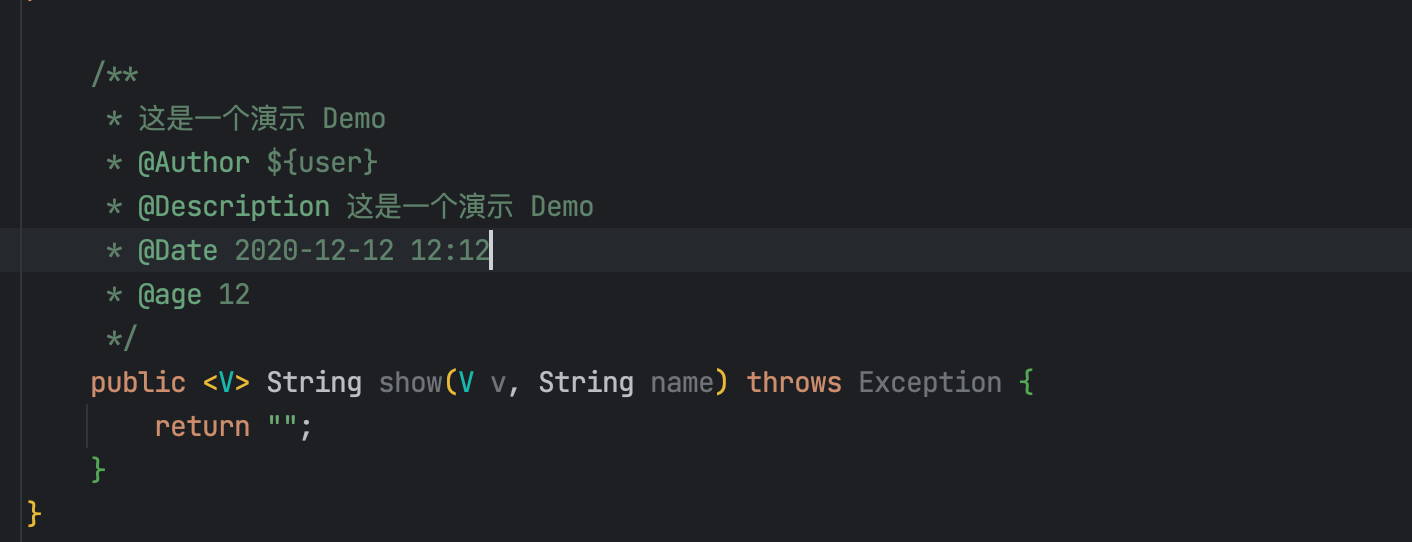 /**
* 这是一个演示 Demo
* @Author ${user}
* @Description 这是一个演示 Demo
* @Date 2020-12-12 12:12
* @age 12
*/
public <V> String show(V v, String name) throws Exception {
return "";
}
}